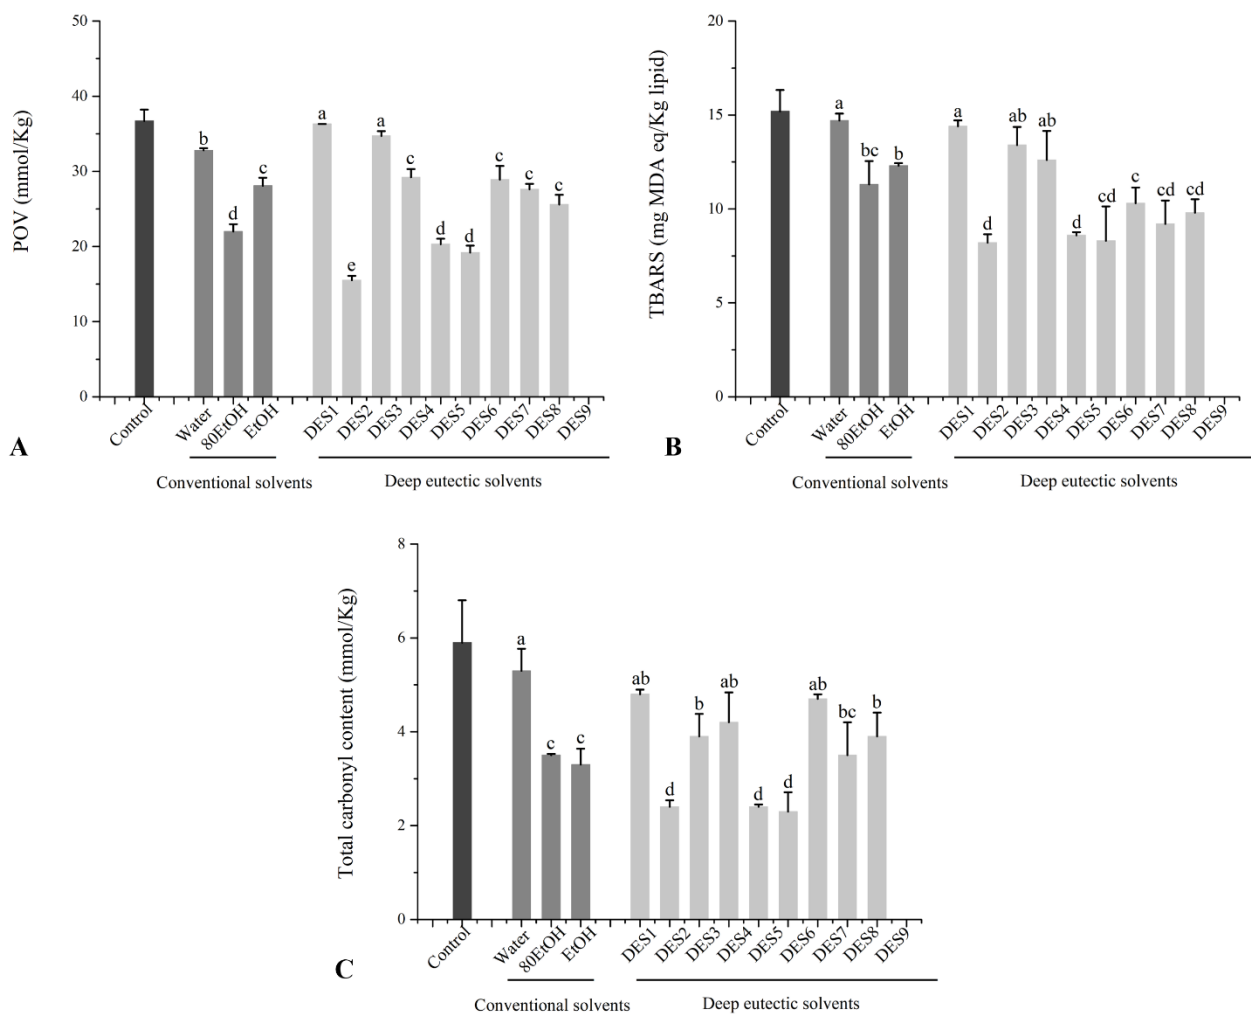 50
40
30
20
10
0
POV (mmol/Kg)
a
a
b
c
c
c
c
c
d
d
d
e
Control
Water
80EtOH
EtOH
DES1
DES2
DES3
DES4
DES5
DES6
DES7
DES8
DES9
A
Conventional solvents
Deep eutectic solvents
20
15
10
5
0
TBARS (mg MDA eq/Kg lipid)
a
bc
b
a
d
ab
ab
d
cd
c
cd
cd
Control
Water
80EtOH
EtOH
DES1
DES2
DES3
DES4
DES5
DES6
DES7
DES8
DES9
B
Conventional solvents
Deep eutectic solvents
8
6
4
2
0
Total carbonyl content (mmol/Kg)
a
c
c
ab
d
b
ab
d
d
ab
bc
b
Control
Water
80EtOH
EtOH
DES1
DES2
DES3
DES4
DES5
DES6
DES7
DES8
DES9
C
Conventional solvents
Deep eutectic solvents